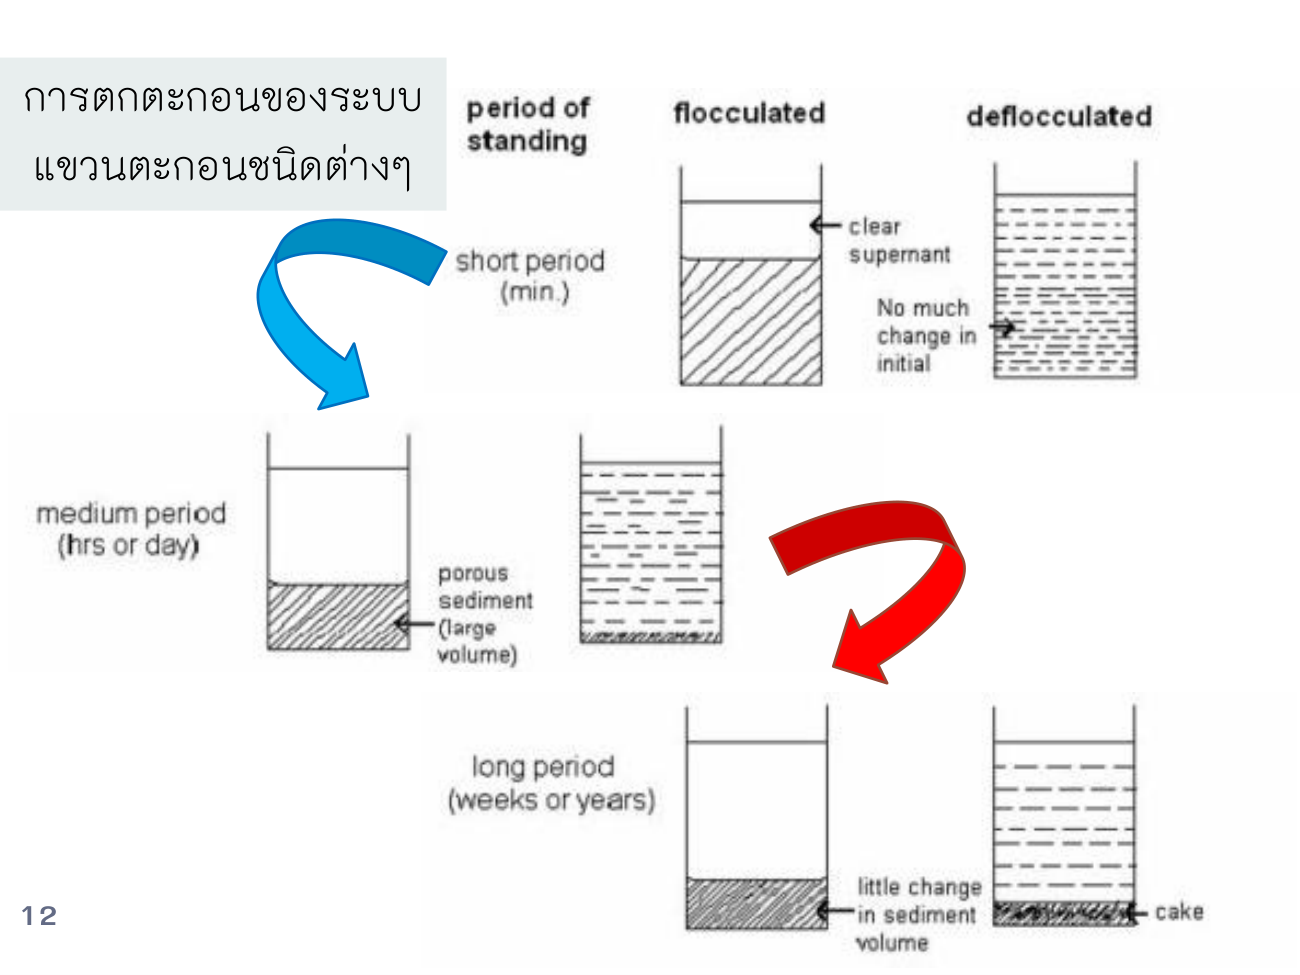 การตกตะกอนของระบบ
แขวนตะกอนชนิดต่างๆ
period of
standing
flocculated
deflocculated
short period
(min.)
clear
supernant
No much
change in
initial
medium period
(hrs or day)
porous
sediment
(large
volume)
long period
(weeks or years)
little change
in sediment
volume
cake
12